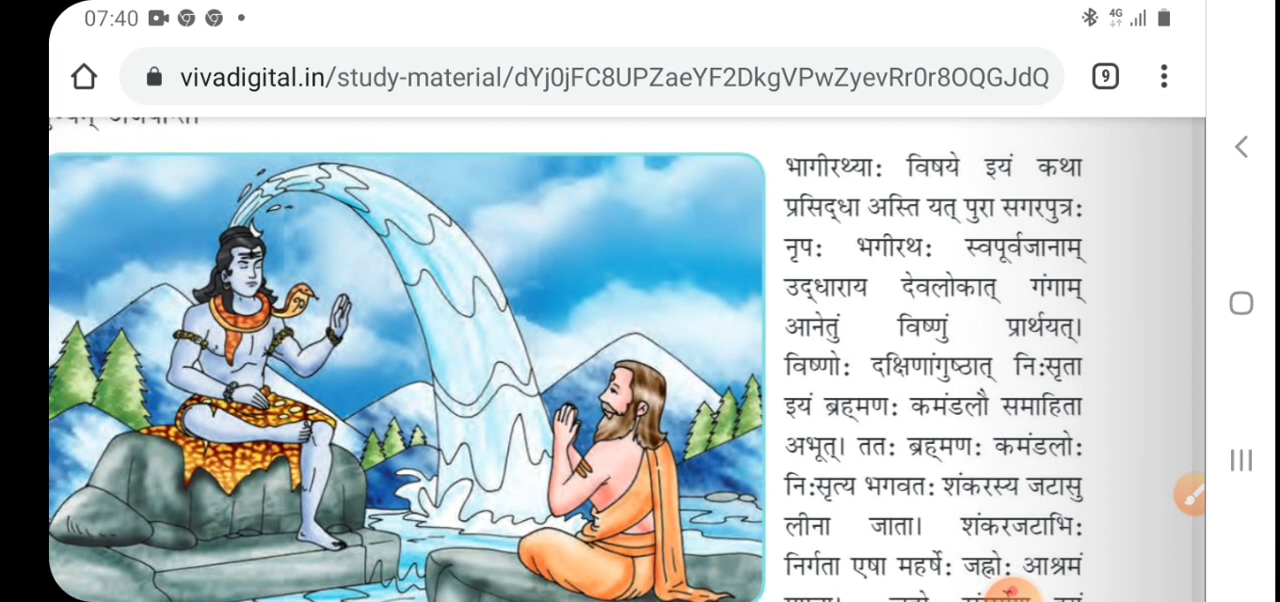 07:40
4G
vivadigital.in/study-material/dYj0jFC8UPZaeYF2DkgVPwZyevRr0r8OQGJdQ
9
भागीरथ्या: विषये इयं कथा
प्रसिद्धा अस्ति यत् पुरा सगरपुत्र:
नृप: भगीरथ: स्वपूर्वजानाम्
उद्धाराय देवलोकात् गंगाम्
आनेतुं विष्णुं प्रार्थयत्।
विष्णो: दक्षिणांगुष्ठात् नि:सृता
इयं ब्रह्मण: कमंडलौ समाहिता
अभूत्। तत: ब्रह्मण: कमंडलो:
नि:सृत्य भगवत: शंकरस्य जटासु
लीना जाता। शंकरजटाभि:
निर्गता एषा महर्षे: जह्नो: आश्रमं